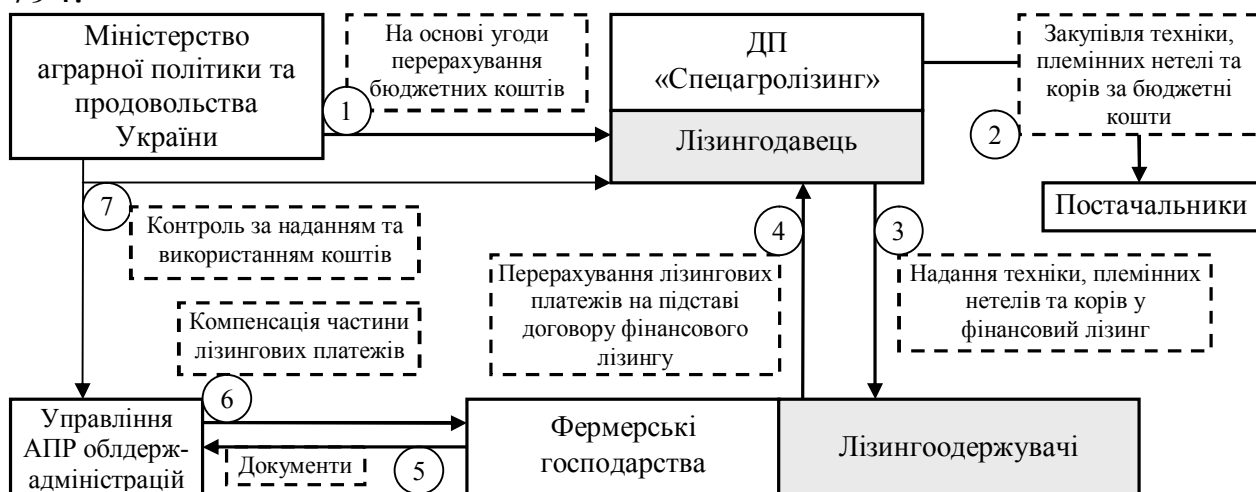 Міністерство
аграрної політики та
продовольства
України
На основі угоди
перерахування
бюджетних коштів
1
ДП
«Спецагролізинг»
Лізингодавець
Закупівля техніки,
племінних нетелі та
корів за бюджетні
кошти
2
Постачальники
7
Контроль за наданням та
використанням коштів
4
3
Перерахування лізингових
платежів на підставі
договору фінансового
лізингу
Надання техніки, племінних
нетелів та корів у
фінансовий лізинг
Компенсація частини
лізингових платежів
6
Управління
АПР облдерж-
адміністрацій
Документи
5
Фермерські
господарства
Лізингоодержувачі